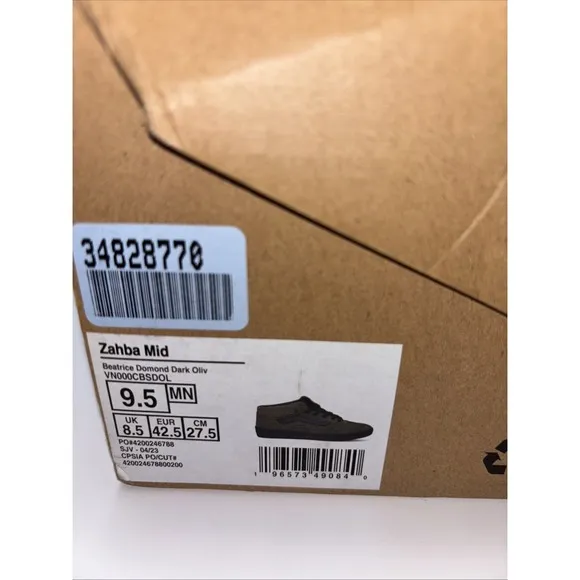 34828770
Zahba Mid
Beatrice Domond Dark Oliv
VN000CBSDOL
9.5 MN
UK EUR CM
8.5 42.5 27.5
PO#4200246788
SJV - 04/23
CPSIA PO/CUT#
420024678800200
1 96573 49084 0